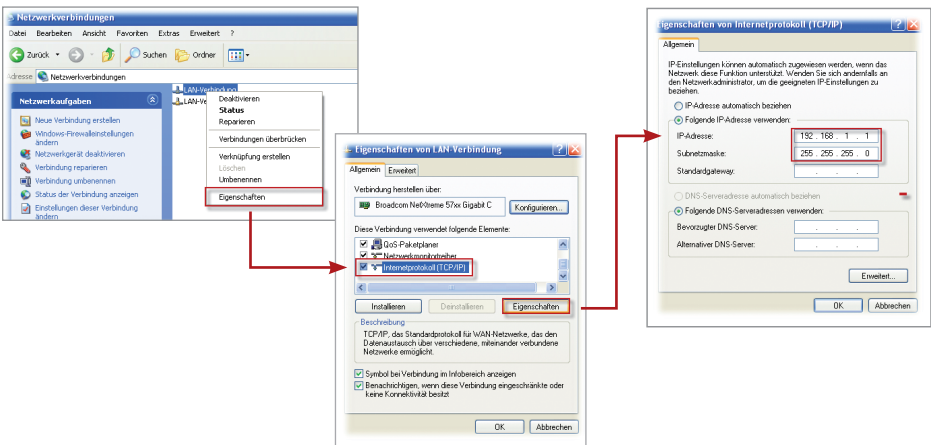 Netzwerkverbindungen
Datei Bearbeiten Ansicht Favoriten Extras Erweitert ?
Zurück Suchen Ordner
Adresse Netzwerkverbindungen
Netzwerkaufgaben
Neue Verbindung erstellen
Windows-Firewalleinstellungen
ändern
Netzwerkgerät deaktivieren
Verbindung reparieren
Verbindung umbenennen
Status der Verbindung anzeigen
Einstellungen dieser Verbindung
ändern
LAN-Verbindung
LAN-Ve
Deaktivieren
Status
Reparieren
Verbindungen überbrücken
Verknüpfung erstellen
Löschen
Umbenennen
Eigenschaften
Eigenschaften von LAN-Verbindung
Allgemein Erweitert
Verbindung herstellen über:
Broadcom NetXtreme 57xx Gigabit C
Konfigurieren...
Diese Verbindung verwendet folgende Elemente:
QoS-Paketplaner
Netzwerkmonitortreiber
Internetprotokoll (TCP/IP)
Installieren Deinstallieren Eigenschaften
Beschreibung
TCP/IP, das Standardprotokoll für WAN-Netzwerke, das den
Datenaustausch über verschiedene, miteinander verbundene
Netzwerke ermöglicht.
Symbol bei Verbindung im Infobereich anzeigen
Benachrichtigen, wenn diese Verbindung eingeschränkte oder
keine Konnektivität besitzt
OK Abbrechen
Eigenschaften von Internetprotokoll (TCP/IP)
Allgemein
IP-Einstellungen können automatisch zugewiesen werden, wenn das
Netzwerk diese Funktion unterstützt. Wenden Sie sich andernfalls an
den Netzwerkadministrator, um die geeigneten IP-Einstellungen zu
beziehen.
IP-Adresse automatisch beziehen
Folgende IP-Adresse verwenden:
IP-Adresse: 192 . 168 . 1 . 1
Subnetzmaske: 255 . 255 . 255 . 0
Standardgateway: . . .
DNS-Serveradresse automatisch beziehen
Folgende DNS-Serveradressen verwenden:
Bevorzugter DNS-Server: . . .
Alternativer DNS-Server: . . .
Erweitert...
OK Abbrechen